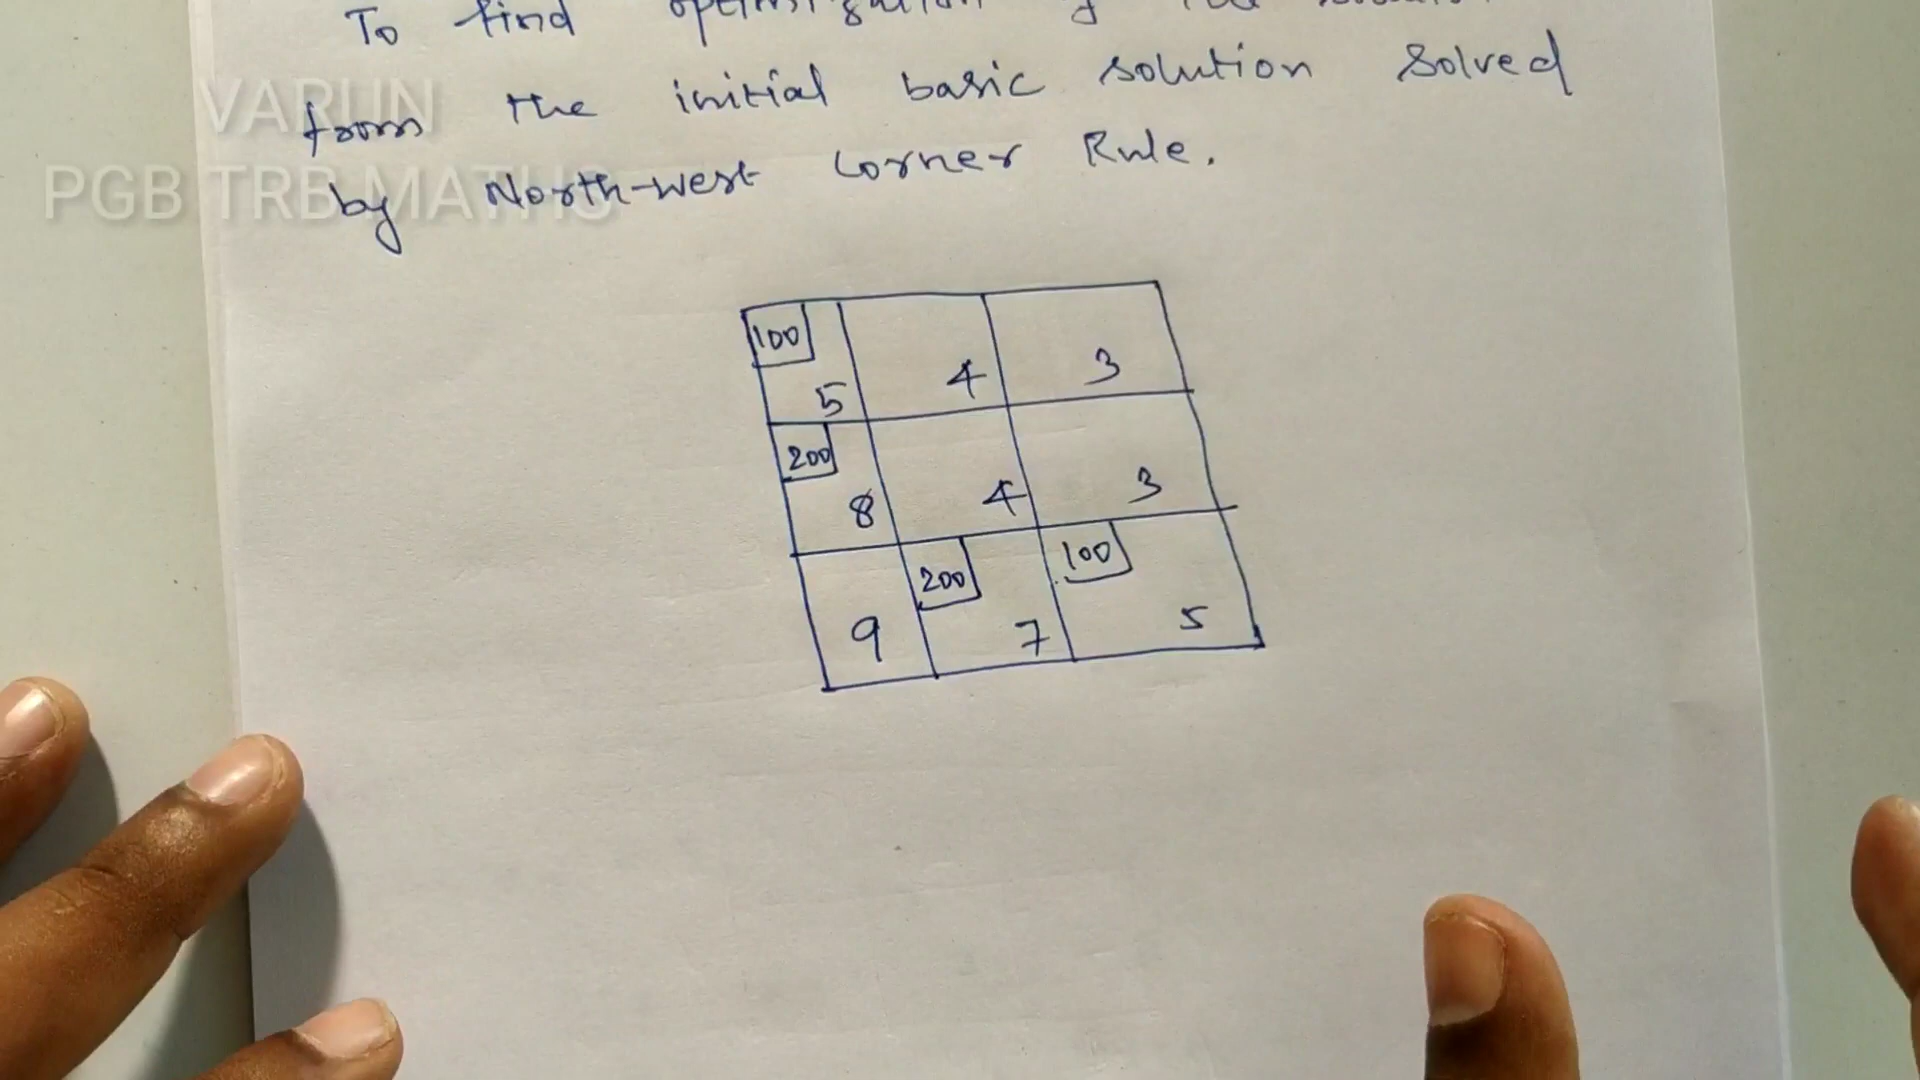 To find
from the initial basic solution solved
by North-west Corner Rule.
VARUN
PGB TRB MATHS
100 5 4 3
200 8 4 3
9 200 7 100 5